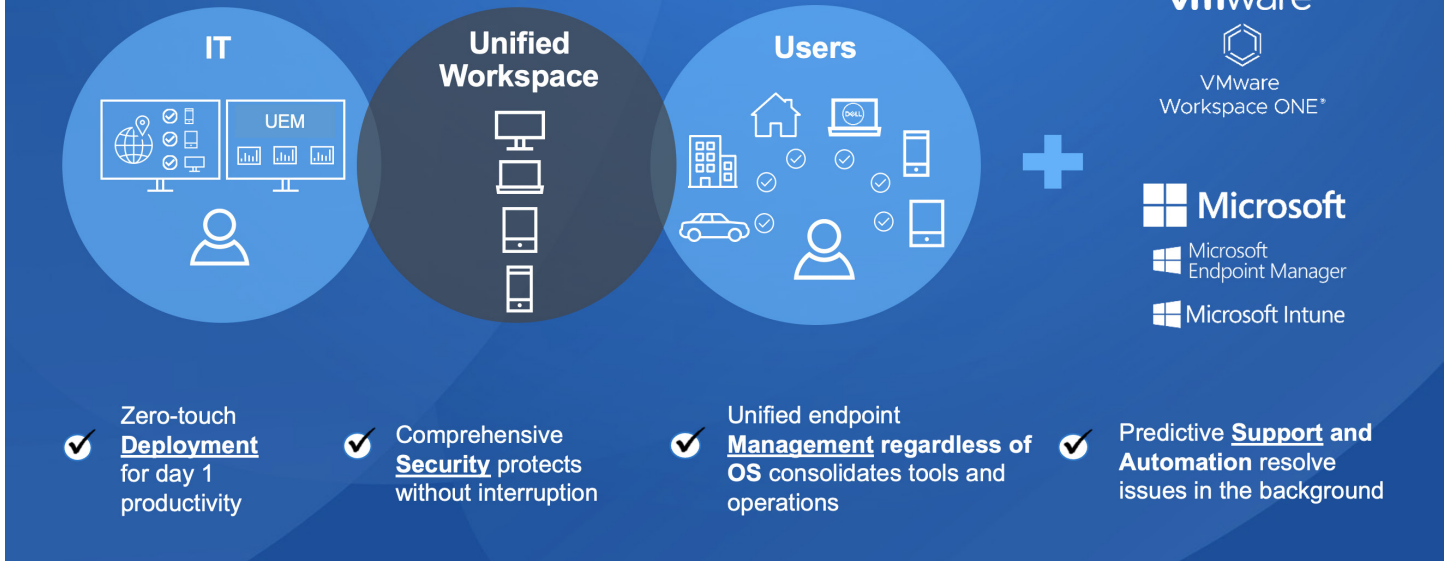 vmware
IT
Unified
Workspace
Users
UEM
DELL
VMware
Workspace ONE®
Microsoft
Microsoft
Endpoint Manager
Microsoft Intune
Zero-touch
Deployment
for day 1
productivity
Comprehensive
Security protects
without interruption
Unified endpoint
Management regardless of
OS consolidates tools and
operations
Predictive Support and
Automation resolve
issues in the background